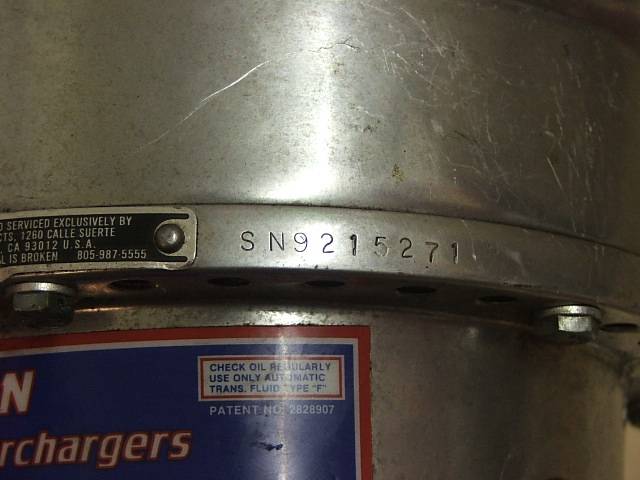 SERVICED EXCLUSIVELY BY
CTS, 1260 CALLE SUERTE
CA 93012 U.S.A.
IS BROKEN 805-987-5555
SN9215271
CHECK OIL REGULARLY
USE ONLY AUTOMATIC
TRANS. FLUID TYPE "F"
PATENT NO. 2828907
N
rchargers